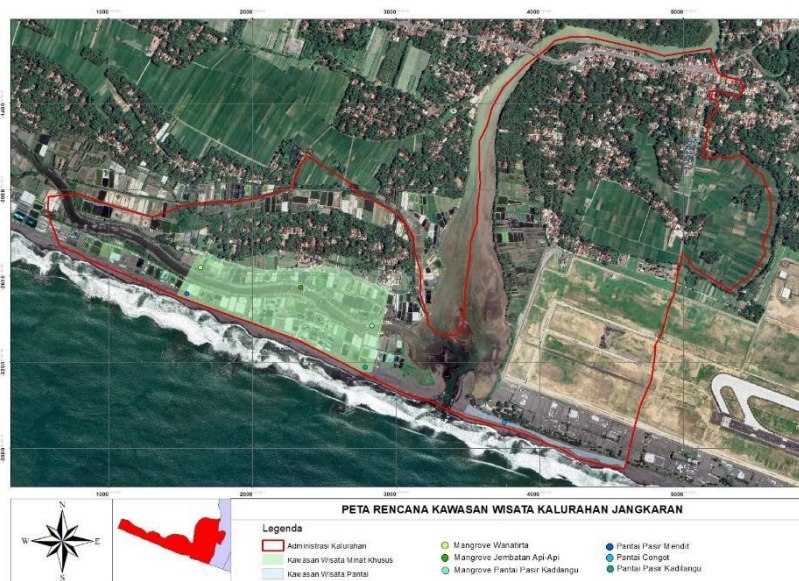 1000 2000 3000 4000 5000
PETA RENCANA KAWASAN WISATA KALURAHAN JANGKARAN
N
W E
S
Legenda
Administrasi Kalurahan
Kawasan Wisata Minat Khusus
Kawasan Wisata Pantai
Mangrove Wanatirta
Mangrove Jembatan Api-Api
Mangrove Pantai Pasir Kadilangu
Pantai Pasir Mendit
Pantai Congot
Pantai Pasir Kadilangu